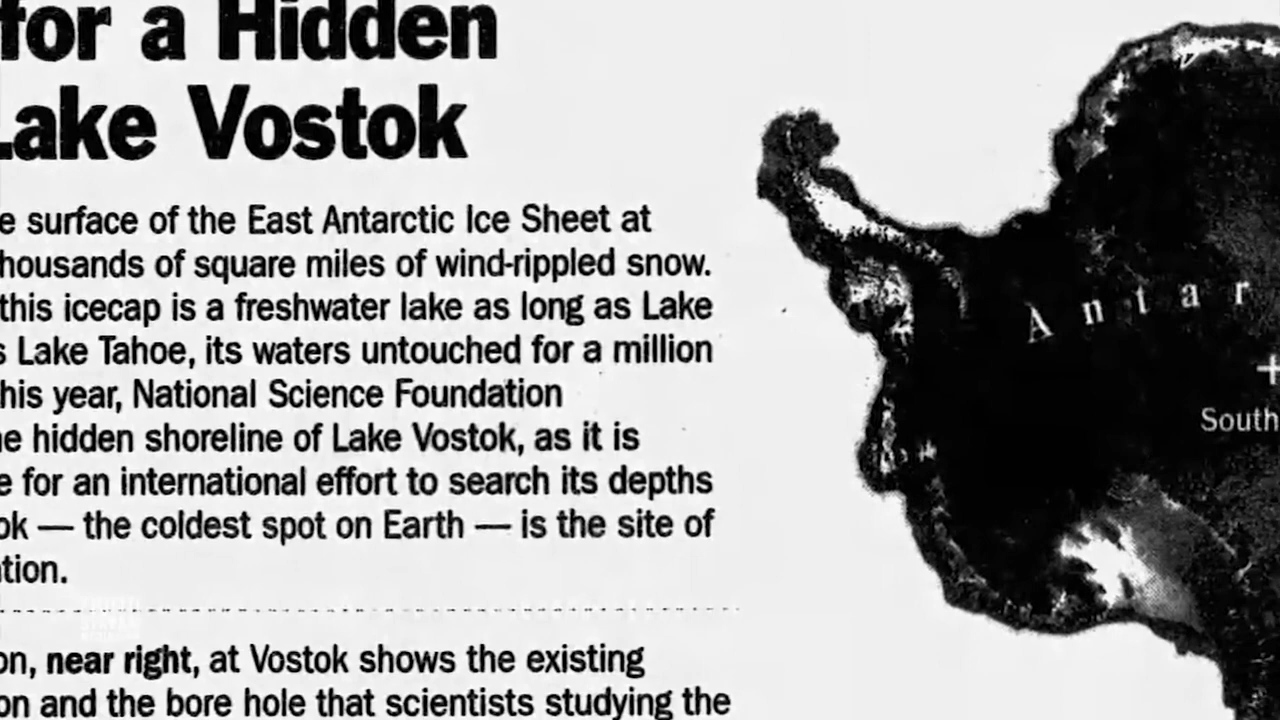 for a Hidden
Lake Vostok
e surface of the East Antarctic Ice Sheet at
housands of square miles of wind-rippled snow.
this icecap is a freshwater lake as long as Lake
s Lake Tahoe, its waters untouched for a million
his year, National Science Foundation
e hidden shoreline of Lake Vostok, as it is
e for an international effort to search its depths
ok — the coldest spot on Earth — is the site of
tion.
on, near right, at Vostok shows the existing
on and the bore hole that scientists studying the
Antar
South